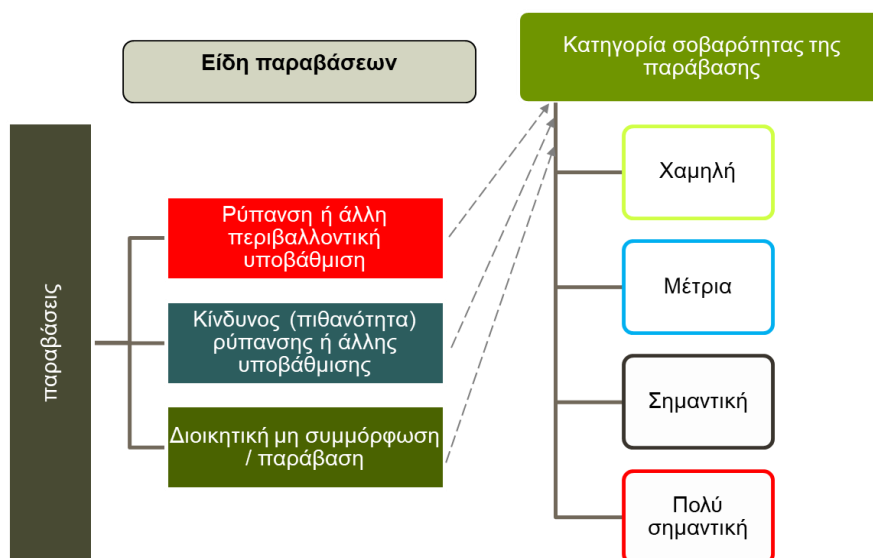 Είδη παραβάσεων
Κατηγορία σοβαρότητας της
παράβασης
παραβάσεις
Ρύπανση ή άλλη
περιβαλλοντική
υποβάθμιση
Κίνδυνος (πιθανότητα)
ρύπανσης ή άλλης
υποβάθμισης
Διοικητική μη συμμόρφωση
/ παράβαση
Χαμηλή
Μέτρια
Σημαντική
Πολύ
σημαντική